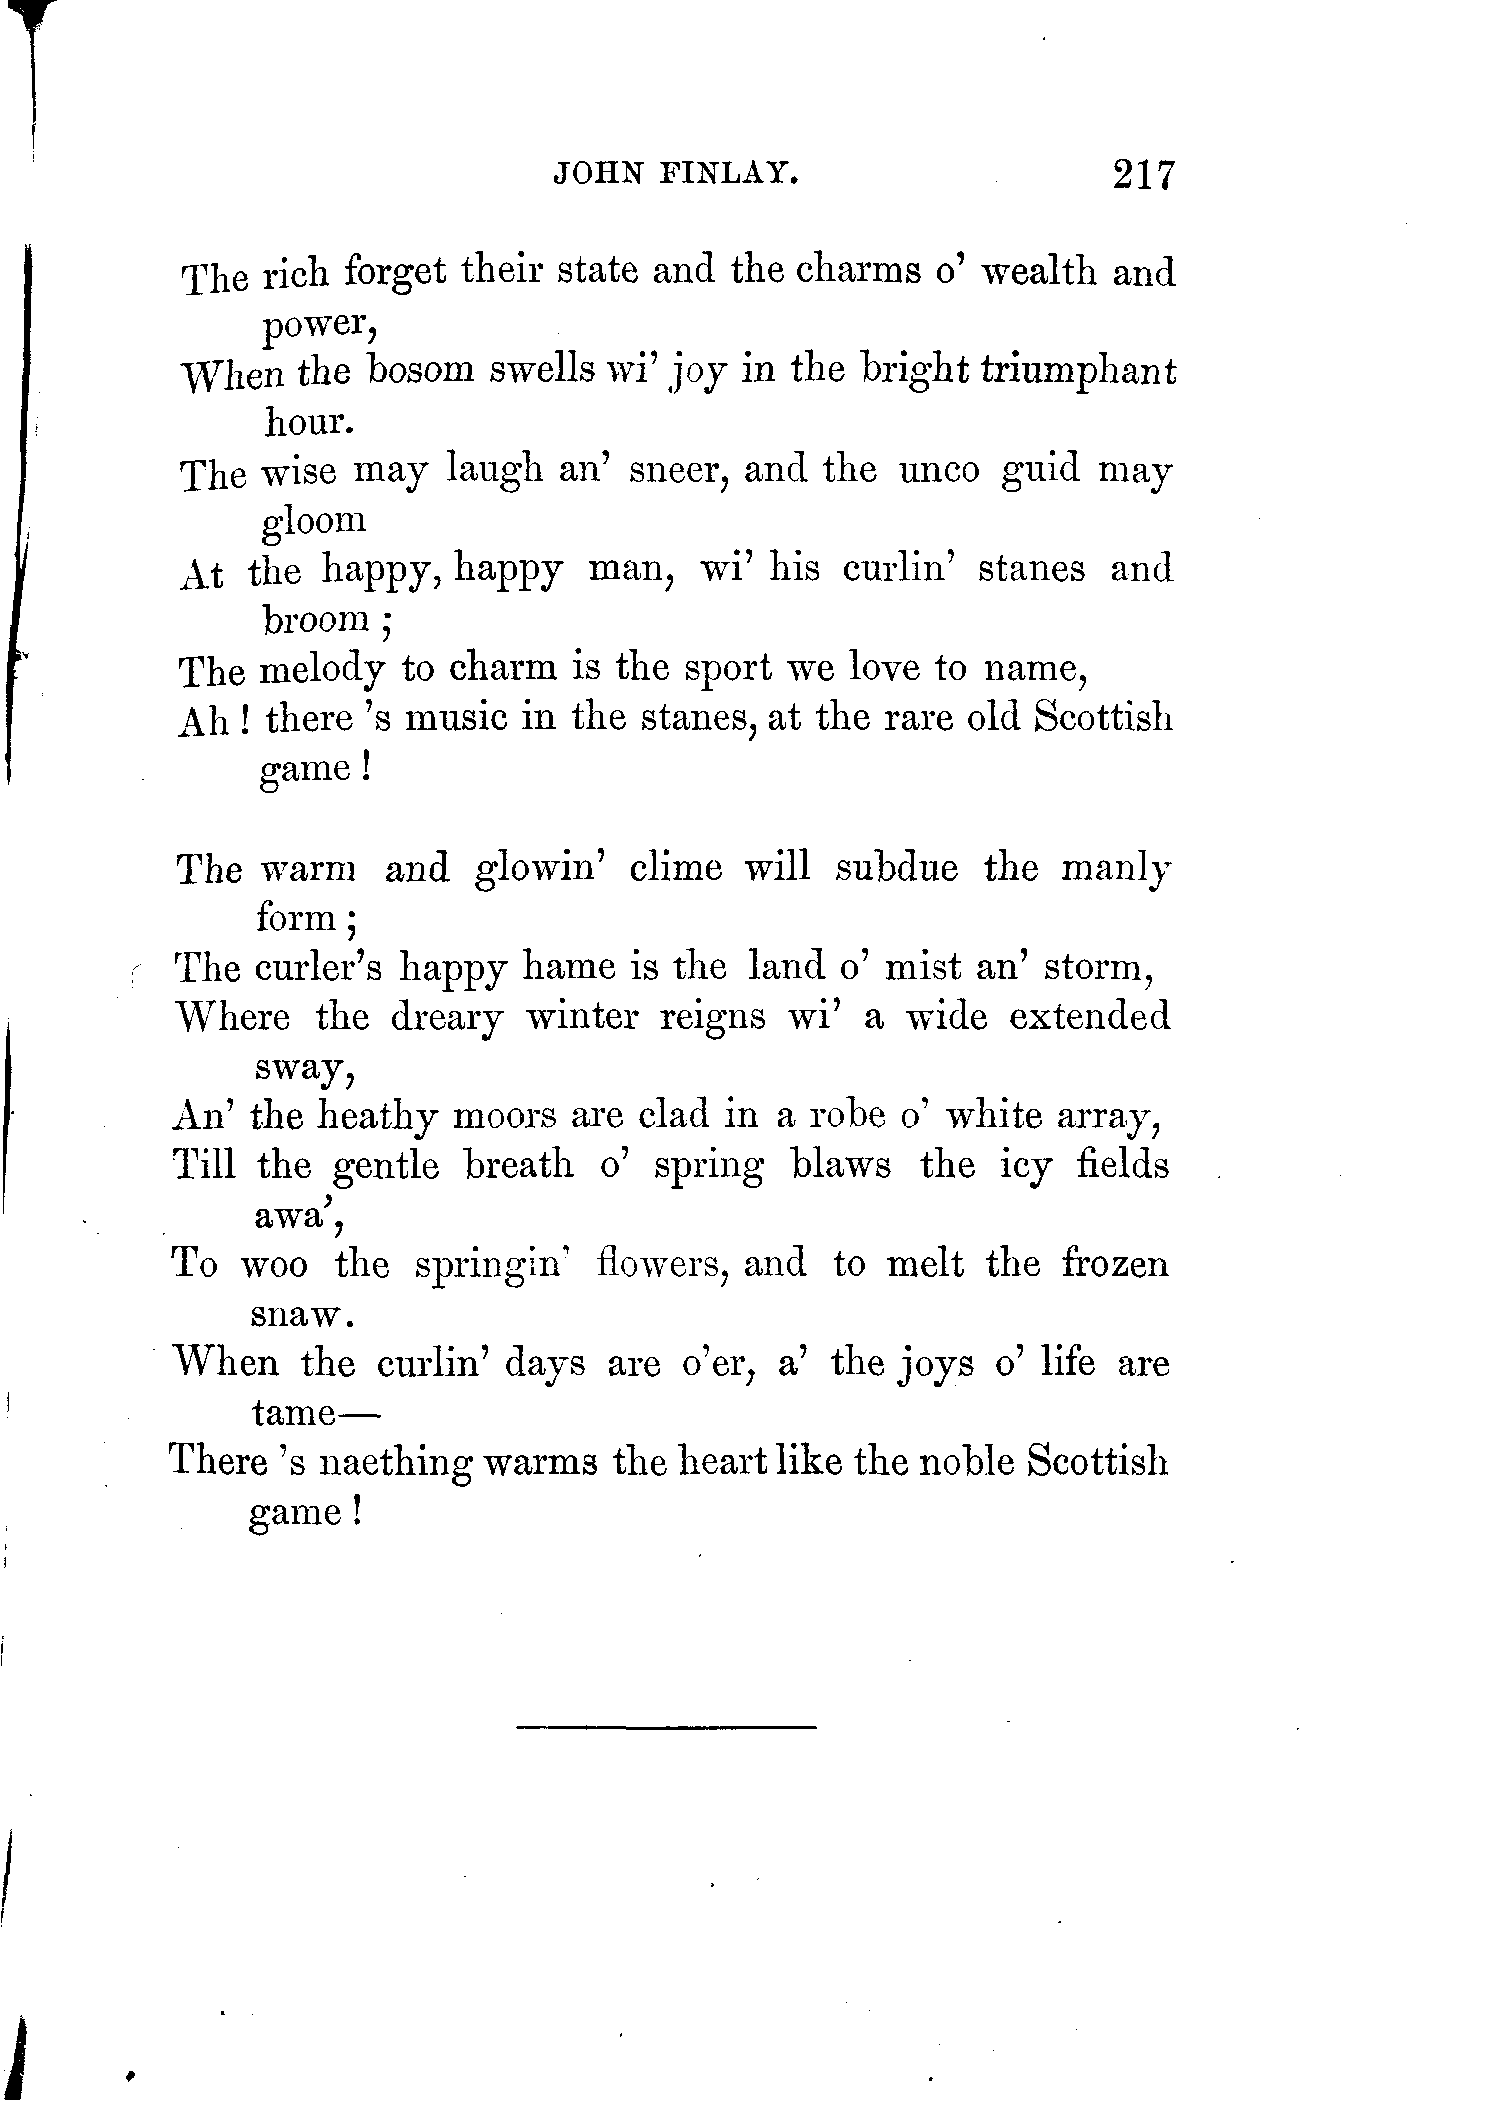 JOHN FINLAY. 217
The rich forget their state and the charms o' wealth and
power,
When the bosom swells wi' joy in the bright triumphant
hour.
The wise may laugh an' sneer, and the unco guid may
gloom
At the happy, happy man, wi' his curlin' stanes and
broom ;
The melody to charm is the sport we love to name,
Ah ! there 's music in the stanes, at the rare old Scottish
game !
The warm and glowin' clime will subdue the manly
form ;
The curler's happy hame is the land o' mist an' storm,
Where the dreary winter reigns wi' a wide extended
sway,
An' the heathy moors are clad in a robe o' white array,
Till the gentle breath o' spring blaws the icy fields
awa',
To woo the springin' flowers, and to melt the frozen
snaw.
When the curlin' days are o'er, a' the joys o' life are
tame—
There 's naething warms the heart like the noble Scottish
game !